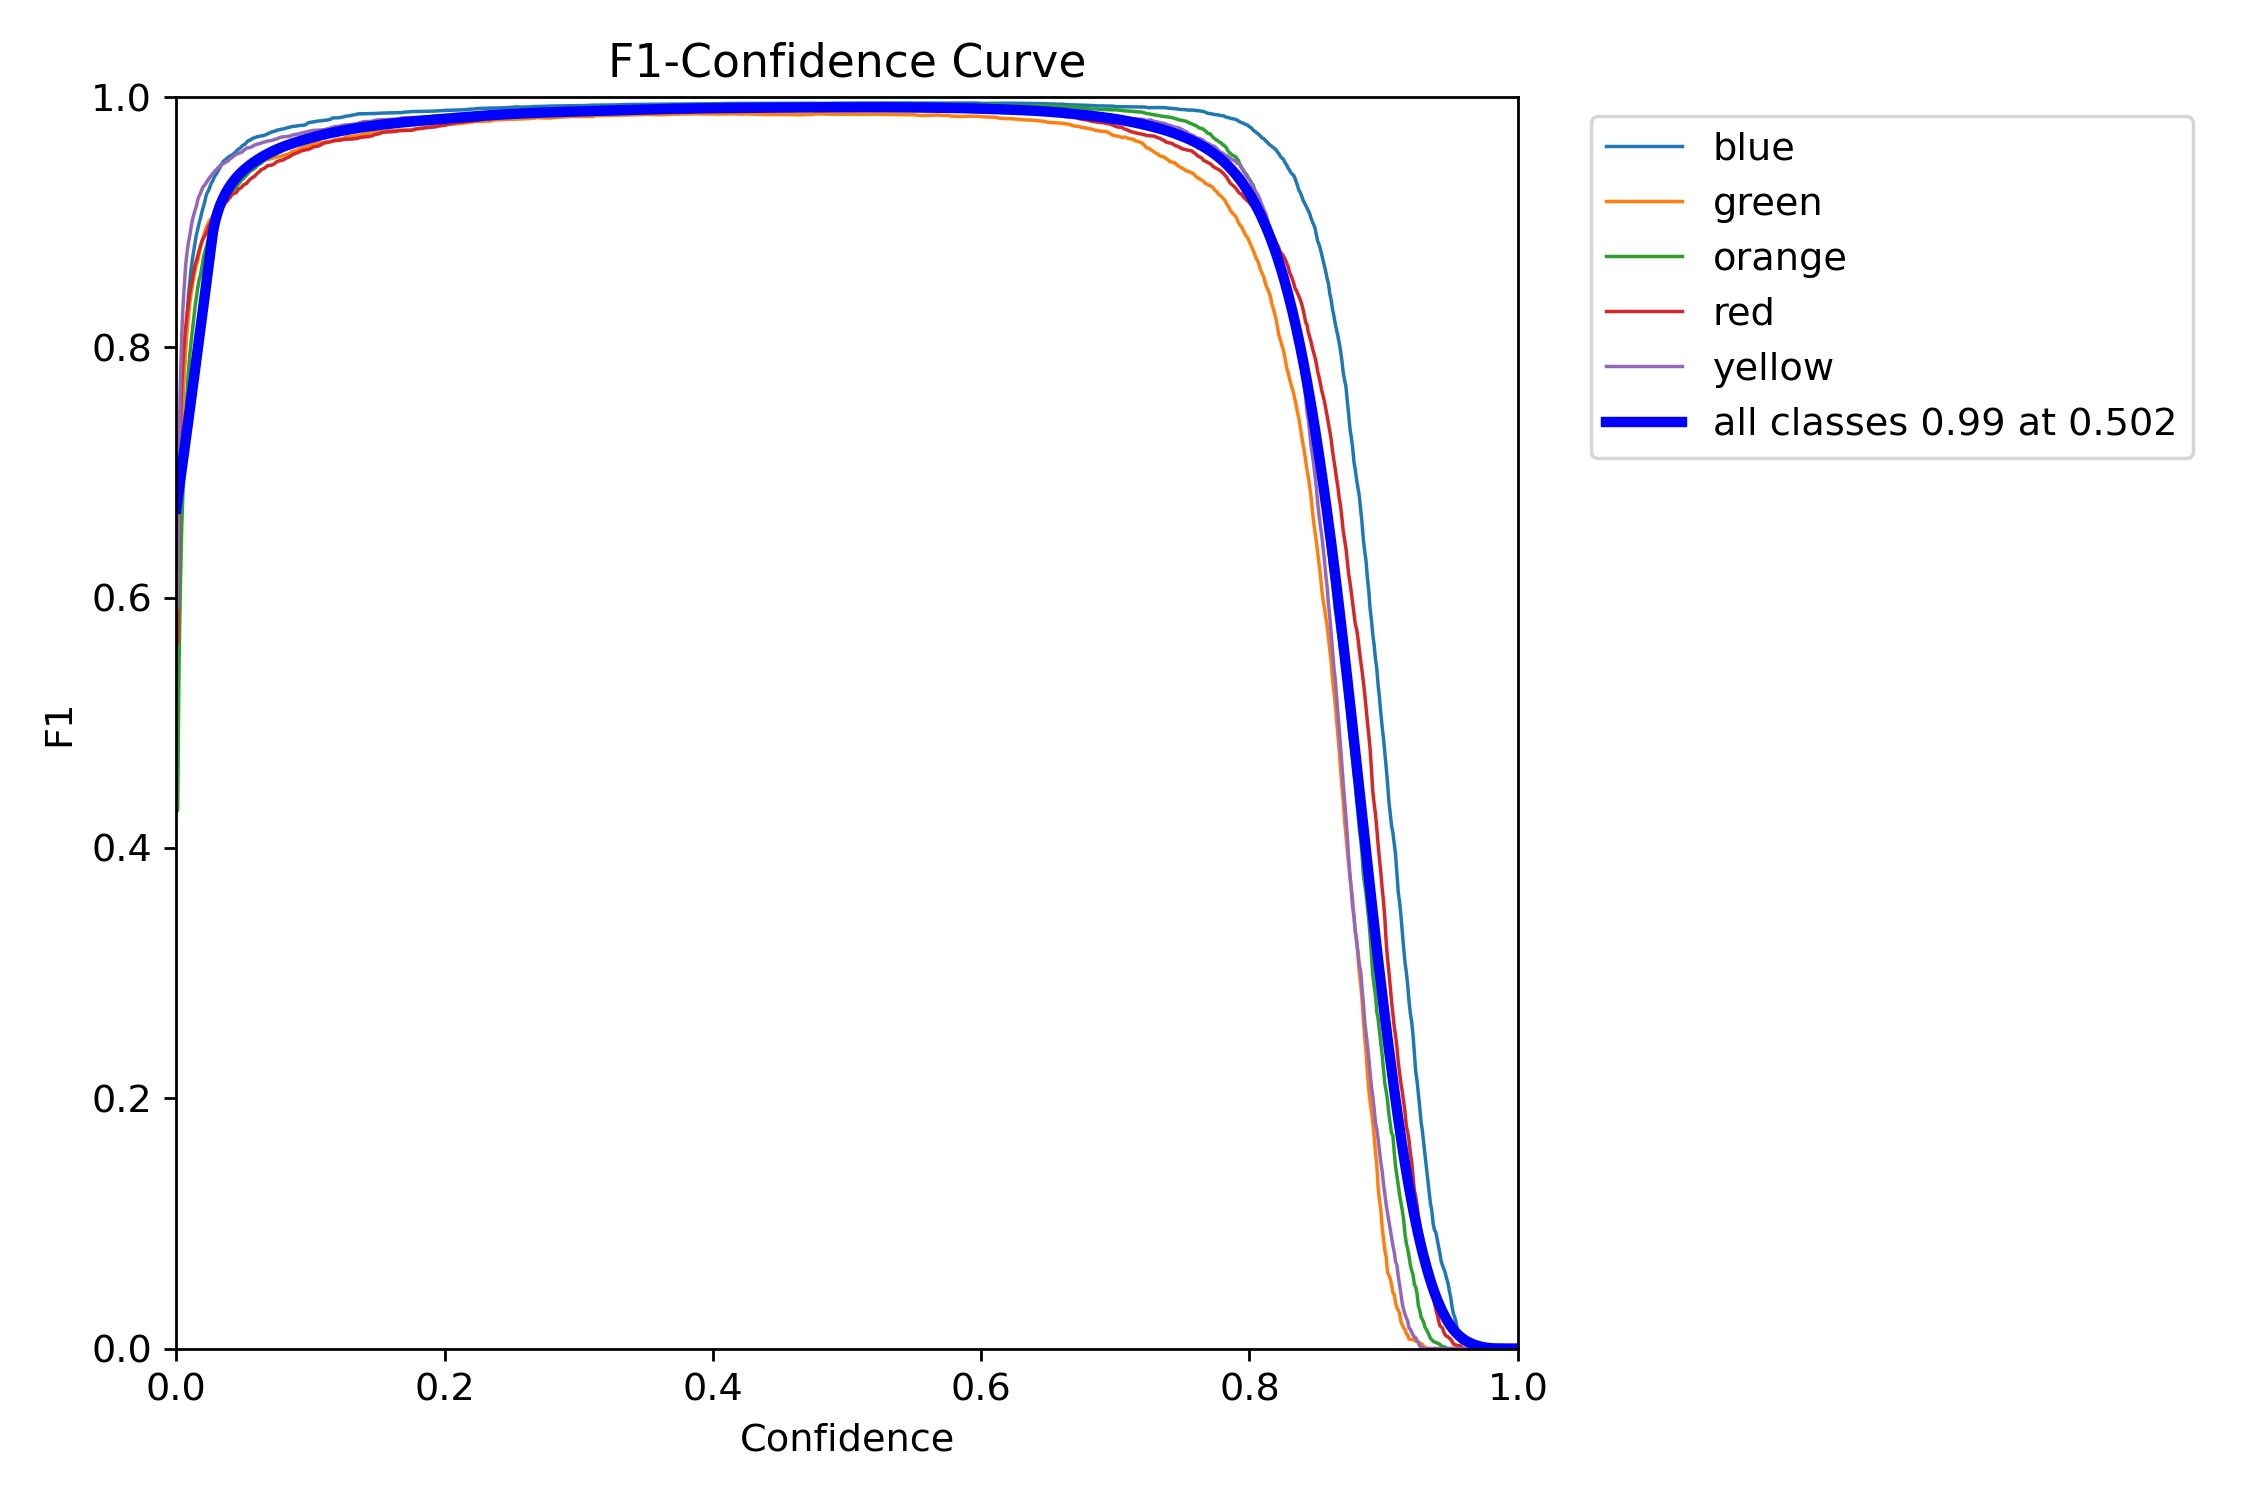 F1-Confidence Curve
1.0
0.8
0.6
0.4
0.2
0.0
F1
0.0 0.2 0.4 0.6 0.8 1.0
Confidence
blue
green
orange
red
yellow
all classes 0.99 at 0.502